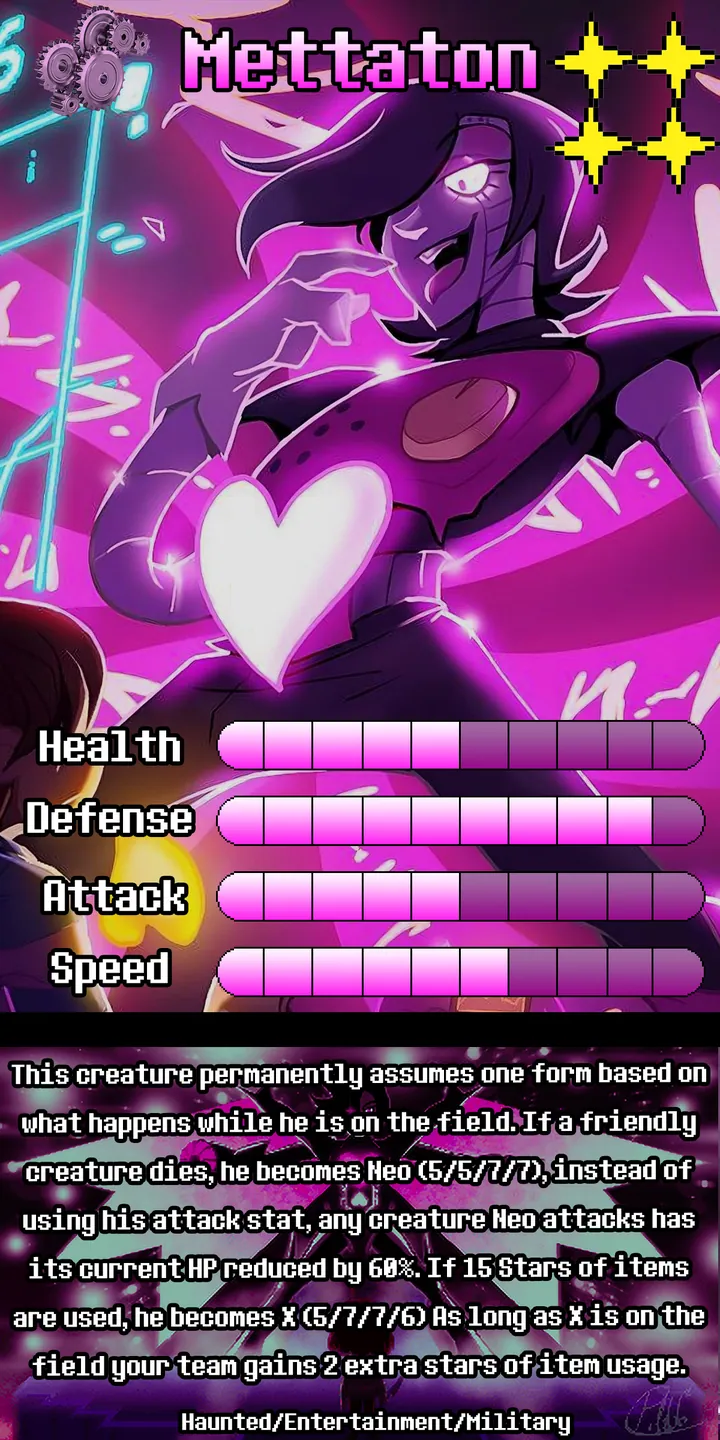 Mettaton
Health
Defense
Attack
Speed
This creature permanently assumes one form based on
what happens while he is on the field. If a friendly
creature dies, he becomes Neo (5/5/7/7), instead of
using his attack stat, any creature Neo attacks has
its current HP reduced by 60%. If 15 Stars of items
are used, he becomes X (5/7/7/6) As long as X is on the
field your team gains 2 extra stars of item usage.
Haunted/Entertainment/Military